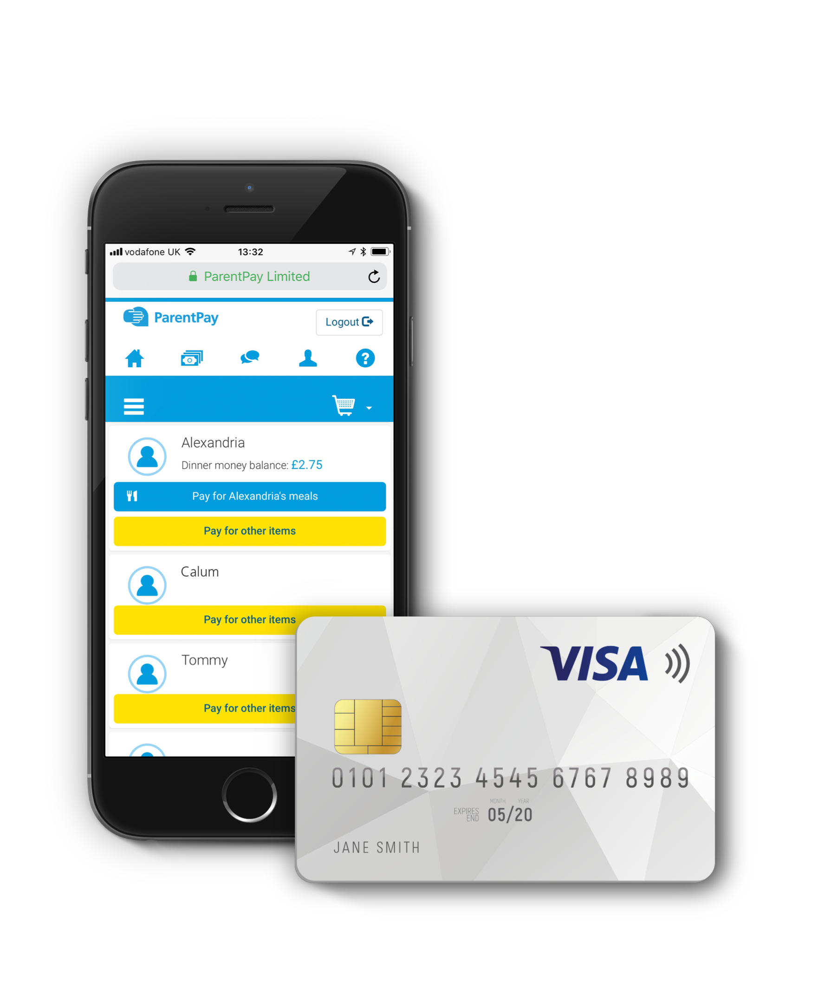 vodafone UK
13:32
ParentPay Limited
ParentPay
Logout
?
Alexandria
Dinner money balance: £2.75
Pay for Alexandria's meals
Pay for other items
Calum
Pay for other items
Tommy
Pay for other items
VISA
0101 2323 4545 6767 8989
MONTH YEAR
EXPIRES END 05/20
JANE SMITH